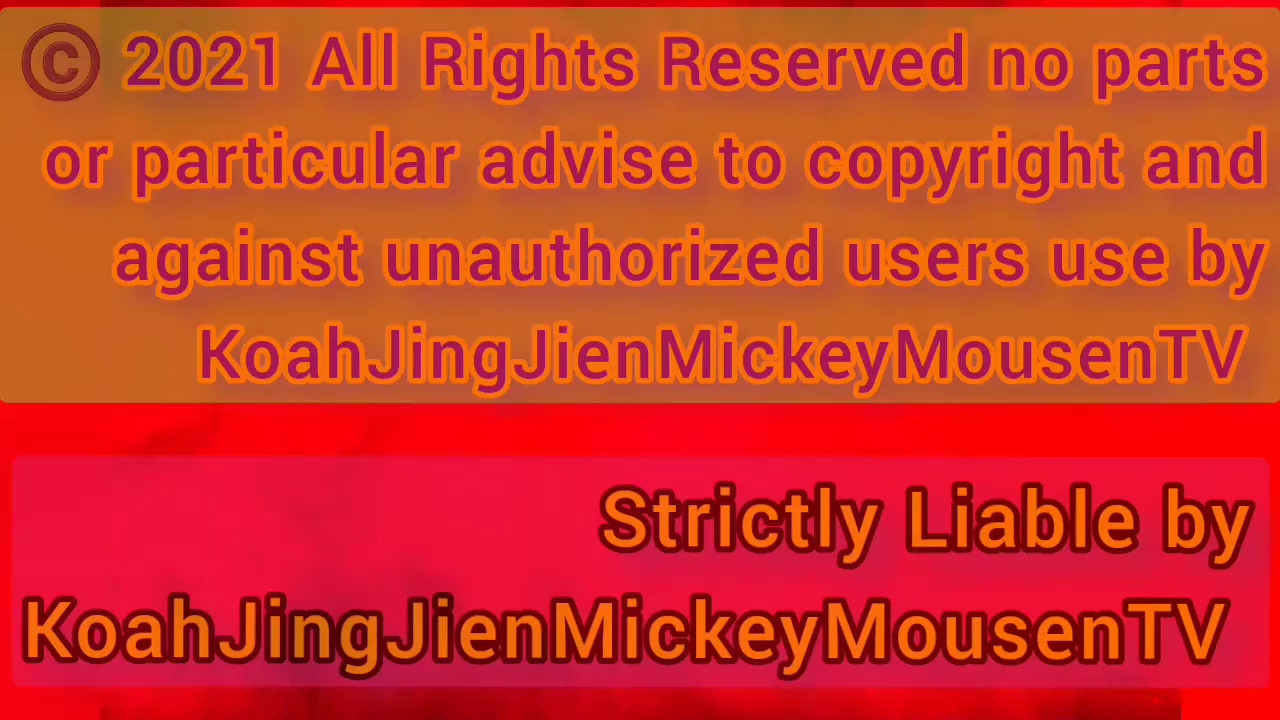 © 2021 All Rights Reserved no parts
or particular advise to copyright and
against unauthorized users use by
KoahJingJienMickeyMousenTV
Strictly Liable by
KoahJingJienMickeyMousenTV